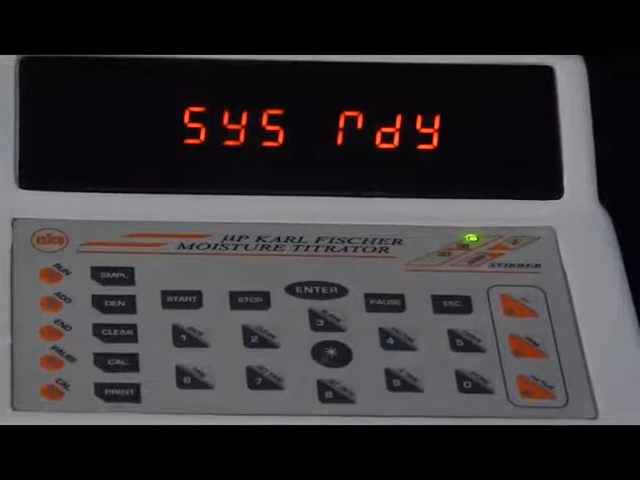 SYS rdy
ESICO
µP KARL FISCHER
MOISTURE TITRATOR
STIRRER
RUN
ADD
END
PAUSE
CAL
SMPL
DEN
CLEAR
CAL
PRINT
START
STOP
ENTER
PAUSE
ESC
1
2
3
4
5
*
6
7
8
9
0